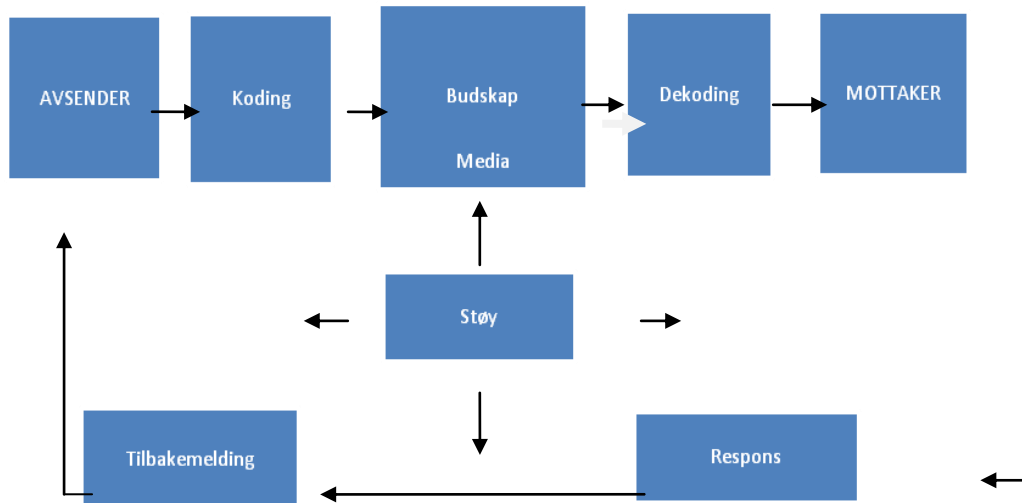 AVSENDER
Koding
Budskap
Media
Dekoding
MOTTAKER
Støy
Tilbakemelding
Respons